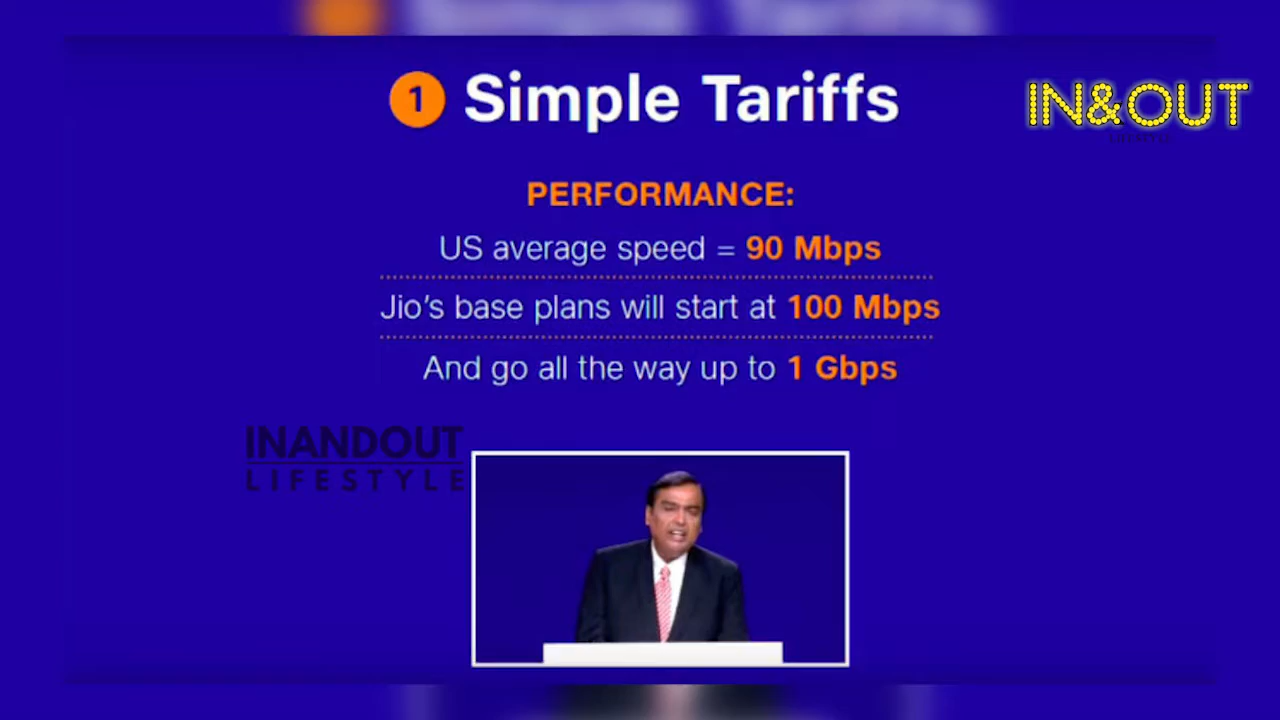 1 Simple Tariffs
IN&OUT
LIFESTYLE
PERFORMANCE:
US average speed = 90 Mbps
Jio’s base plans will start at 100 Mbps
And go all the way up to 1 Gbps
INANDOUT
LIFESTYLE